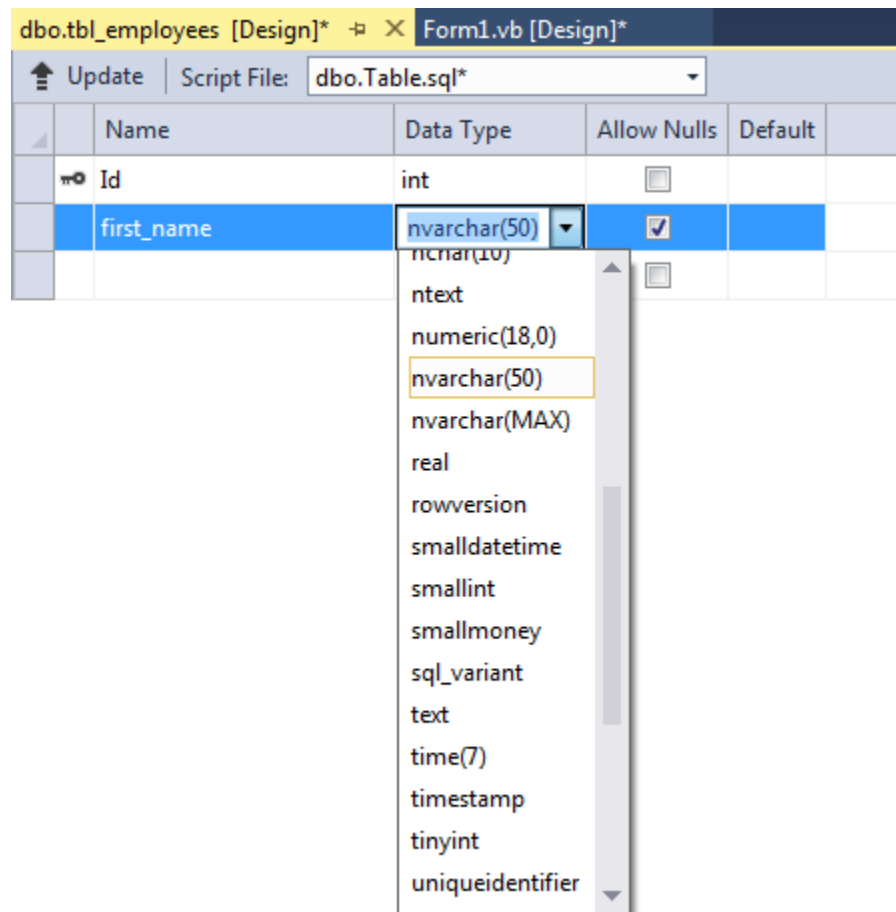 dbo.tbl_employees [Design]* Form1.vb [Design]*
Update Script File: dbo.Table.sql*
Name Data Type Allow Nulls Default
Id int
first_name nvarchar(50)
nchar(10)
ntext
numeric(18,0)
nvarchar(50)
nvarchar(MAX)
real
rowversion
smalldatetime
smallint
smallmoney
sql_variant
text
time(7)
timestamp
tinyint
uniqueidentifier